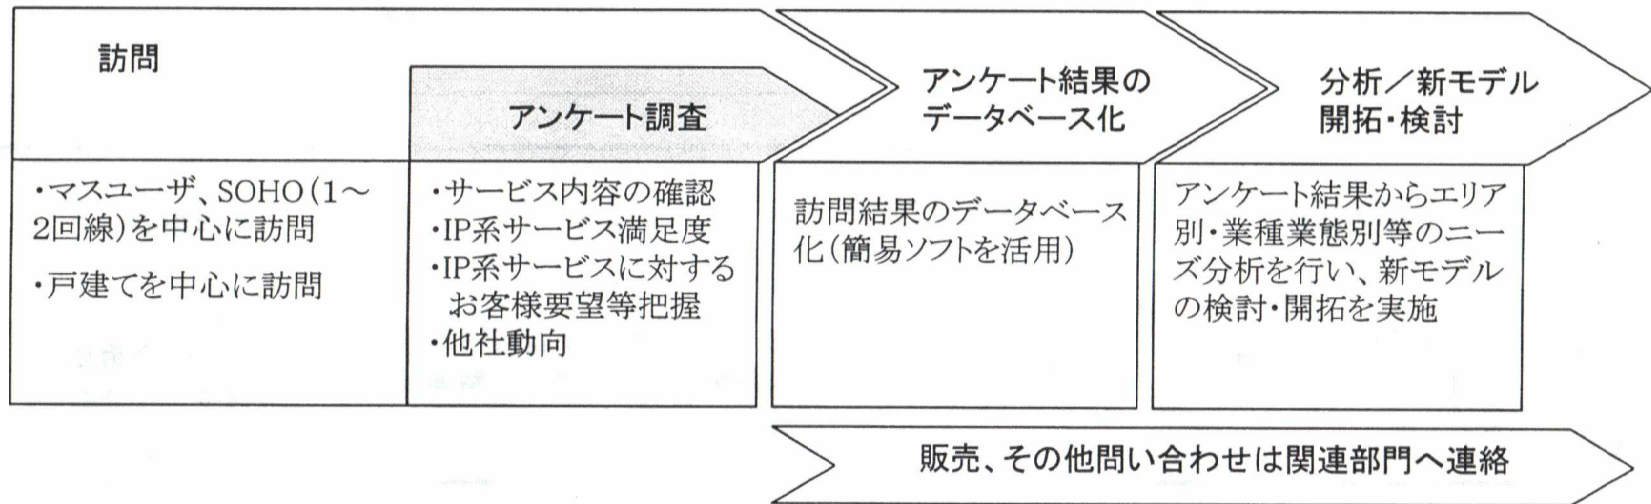 訪問
アンケート調査
アンケート結果の
データベース化
分析／新モデル
開拓・検討
・マスユーザ、SOHO（1～
2回線）を中心に訪問
・戸建てを中心に訪問
・サービス内容の確認
・IP系サービス満足度
・IP系サービスに対する
お客様要望等把握
・他社動向
訪問結果のデータベース
化（簡易ソフトを活用）
アンケート結果からエリア
別・業種業態別等のニー
ズ分析を行い、新モデル
の検討・開拓を実施
販売、その他問い合わせは関連部門へ連絡